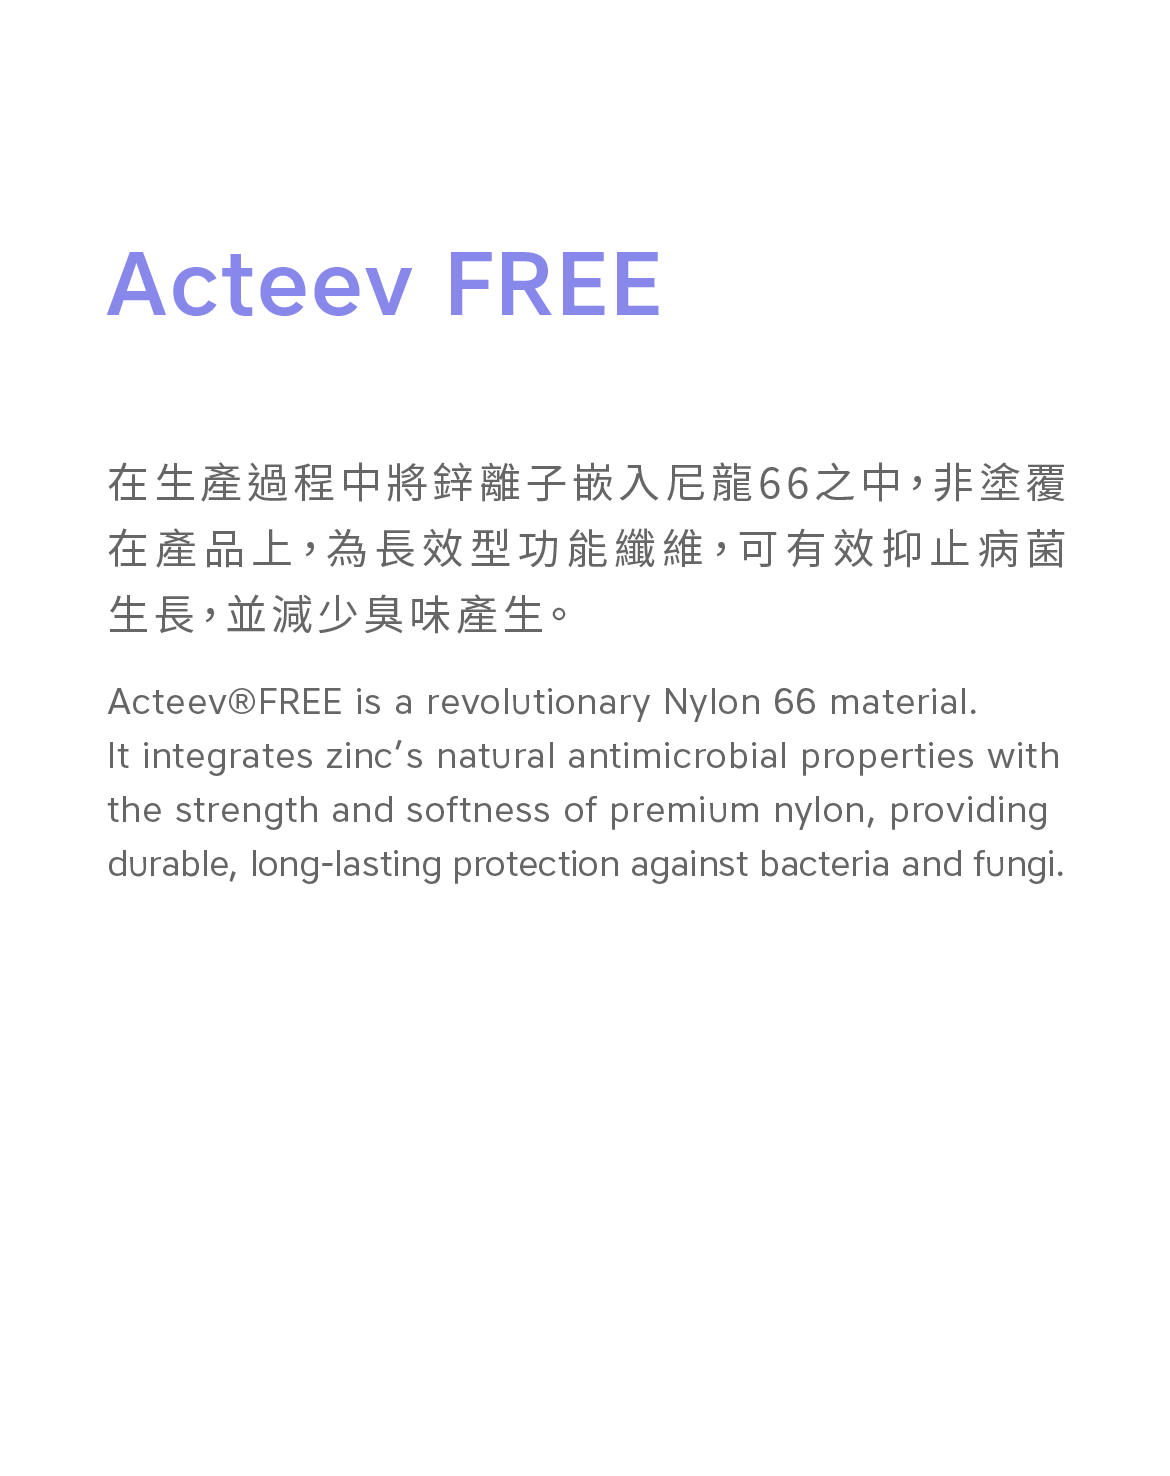 Acteev FREE
在生產過程中將鋅離子嵌入尼龍66之中，非塗覆
在產品上，為長效型功能纖維，可有效抑止病菌
生長，並減少臭味產生。
Acteev®FREE is a revolutionary Nylon 66 material.
It integrates zinc’s natural antimicrobial properties with
the strength and softness of premium nylon, providing
durable, long-lasting protection against bacteria and fungi.